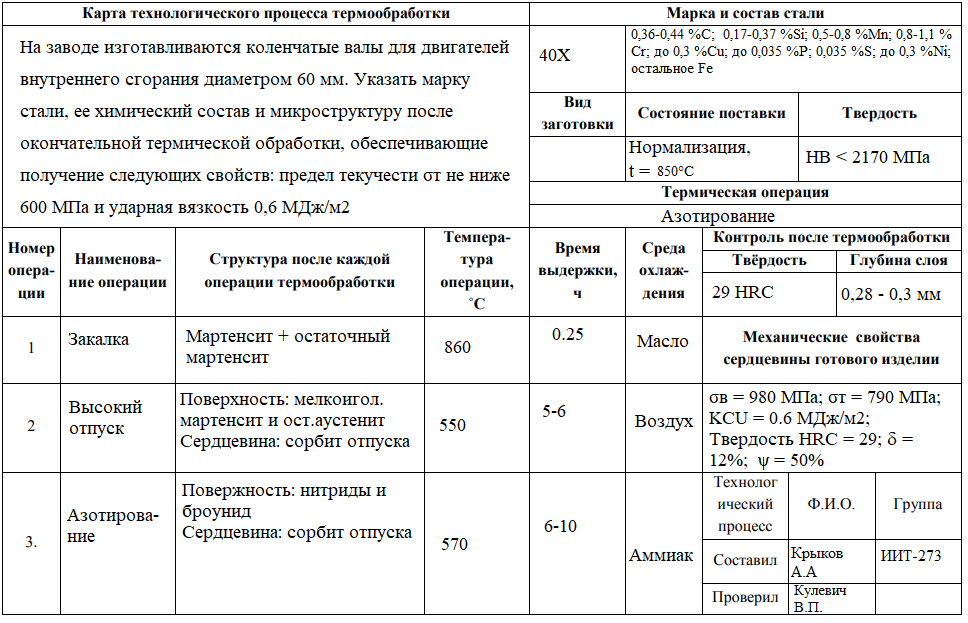 Карта технологического процесса термообработки
Марка и состав стали
На заводе изготавливаются коленчатые валы для двигателей
внутреннего сгорания диаметром 60 мм. Указать марку
стали, ее химический состав и микроструктуру после
окончательной термической обработки, обеспечивающие
получение следующих свойств: предел текучести σт не ниже
600 МПа и ударная вязкость 0,6 МДж/м2
40Х
0,36-0,44 %C; 0,17-0,37 %Si; 0,5-0,8 %Mn; 0,8-1,1 %
Cr; до 0,3 %Cu; до 0,035 %P; 0,035 %S; до 0,3 %Ni;
остальное Fe
Вид
заготовки
Состояние поставки
Твердость
Нормализация,
t = 850°C
НВ < 2170 МПа
Термическая операция
Азотирование
Номер
опера-
ции
Наименова-
ние операции
Структура после каждой
операции термообработки
Темпера-
тура
операции,
˚С
Время
выдержки,
ч
Среда
охлаж-
дения
Контроль после термообработки
Твёрдость
Глубина слоя
29 HRC
0,28 - 0,3 мм
1
Закалка
Мартенсит + остаточный
мартенсит
860
0.25
Масло
Механические свойства
сердцевины готового изделии
2
Высокий
отпуск
Поверхность: мелкоигол.
мартенсит и ост.аустенит
Сердцевина: сорбит отпуска
550
5-6
Воздух
σв = 980 МПа; σт = 790 МПа;
KCU = 0.6 МДж/м2;
Твердость HRC = 29; δ =
12%; ψ = 50%
3.
Азотирова-
ние
Повержность: нитриды и
броунид
Сердцевина: сорбит отпуска
570
6-10
Аммиак
Технолог
ический
процесс
Ф.И.О.
Группа
Составил
Крыков
А.А
ИИТ-273
Проверил
Кулевич
В.П.